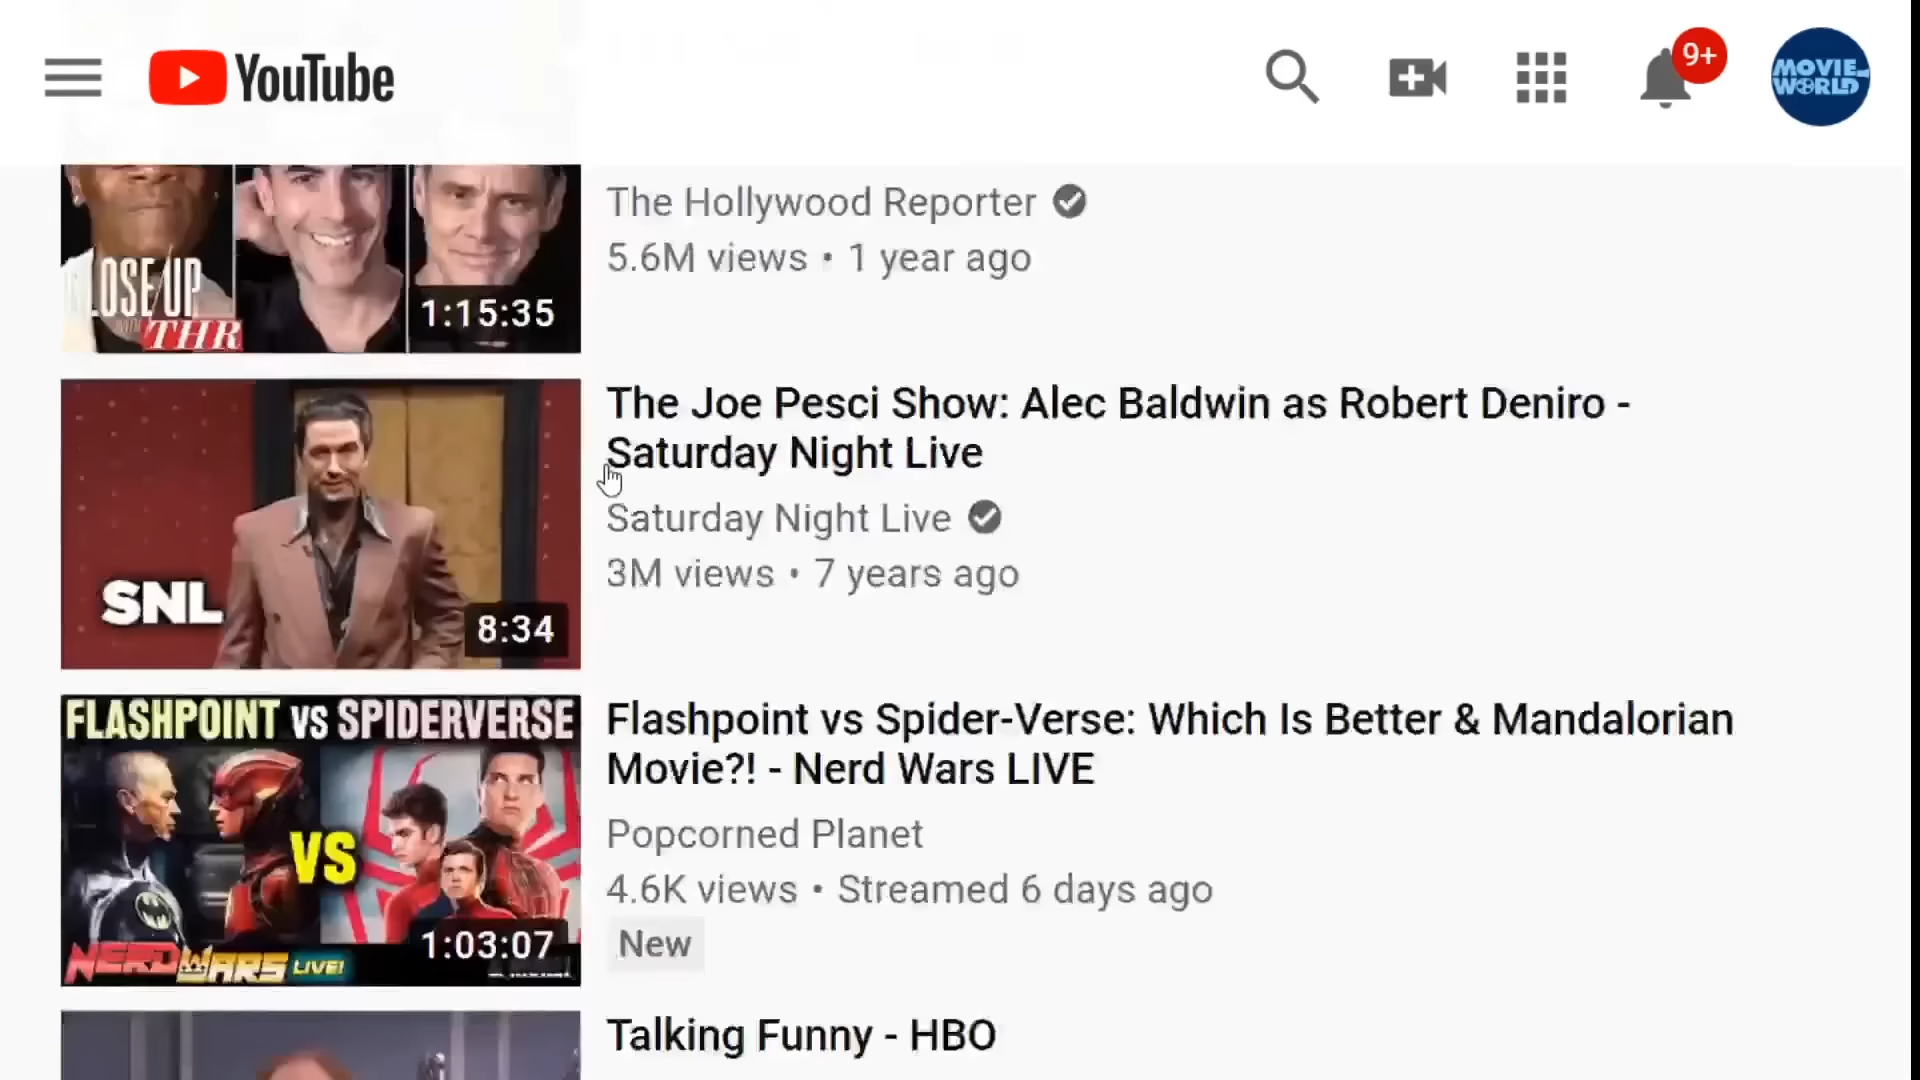 YouTube
9+
MOVIE
WORLD
The Hollywood Reporter
5.6M views • 1 year ago
CLOSE UP
THR
1:15:35
The Joe Pesci Show: Alec Baldwin as Robert Deniro -
Saturday Night Live
Saturday Night Live
3M views • 7 years ago
SNL
8:34
FLASHPOINT VS SPIDERVERSE
VS
NERD WARS LIVE!
1:03:07
Flashpoint vs Spider-Verse: Which Is Better & Mandalorian
Movie?! - Nerd Wars LIVE
Popcorned Planet
4.6K views • Streamed 6 days ago
New
Talking Funny - HBO